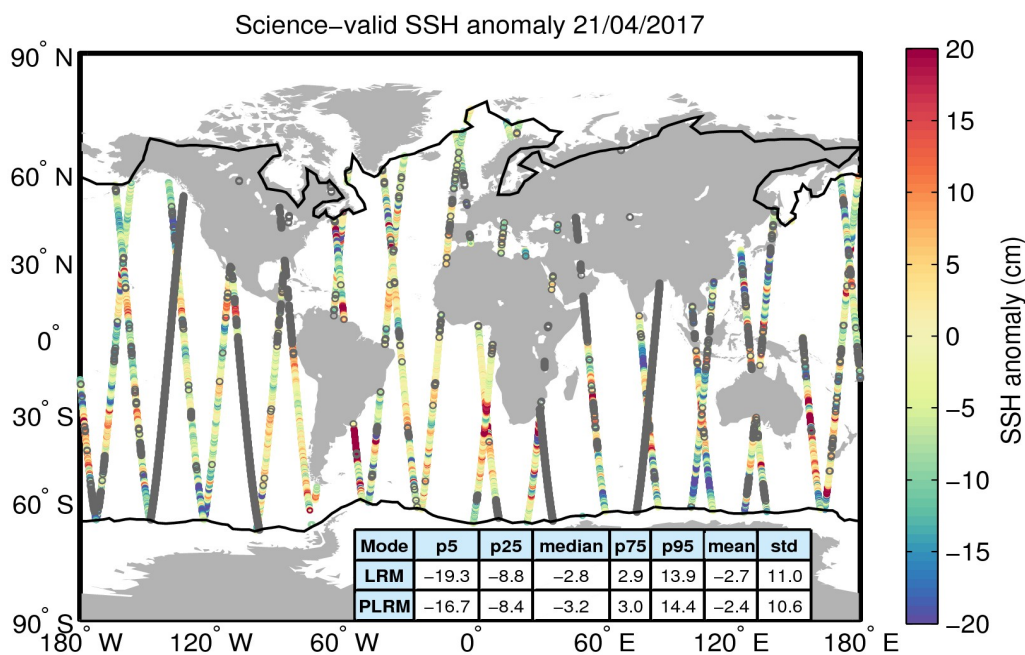 Science−valid SSH anomaly 21/04/2017
90° N
60° N
30° N
0°
30° S
60° S
90° S
180° W
120° W
60° W
0°
60° E
120° E
180° E
Mode p5 p25 median p75 p95 mean std
LRM −19.3 −8.8 −2.8 2.9 13.9 −2.7 11.0
PLRM −16.7 −8.4 −3.2 3.0 14.4 −2.4 10.6
20
15
10
5
0
−5
−10
−15
−20
SSH anomaly (cm)